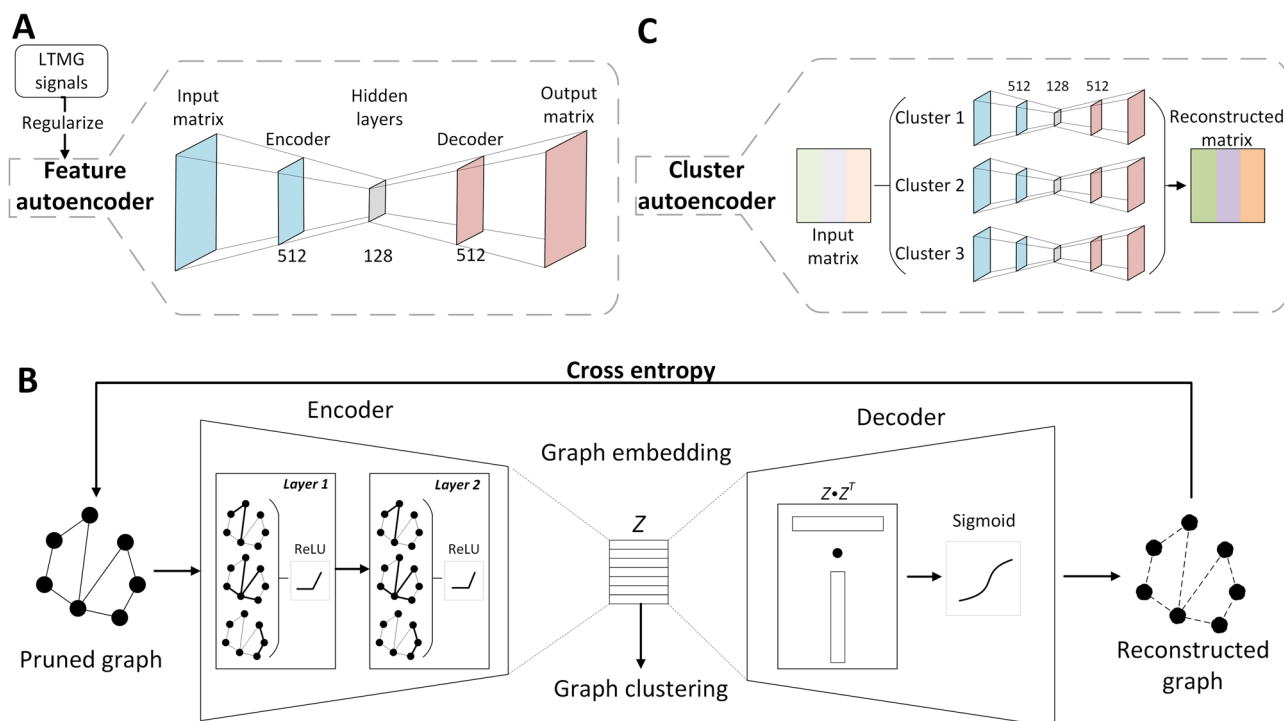 A
LTMG
signals
Regularize
Feature
autoencoder
Input
matrix
Encoder
Hidden
layers
Decoder
Output
matrix
512
128
512
C
Cluster
autoencoder
Input
matrix
512
128
512
Cluster 1
Cluster 2
Cluster 3
Reconstructed
matrix
B
Cross entropy
Encoder
Decoder
Graph embedding
Layer 1
ReLU
Layer 2
ReLU
Z
Z•Z^T
Sigmoid
Pruned graph
Graph clustering
Reconstructed
graph